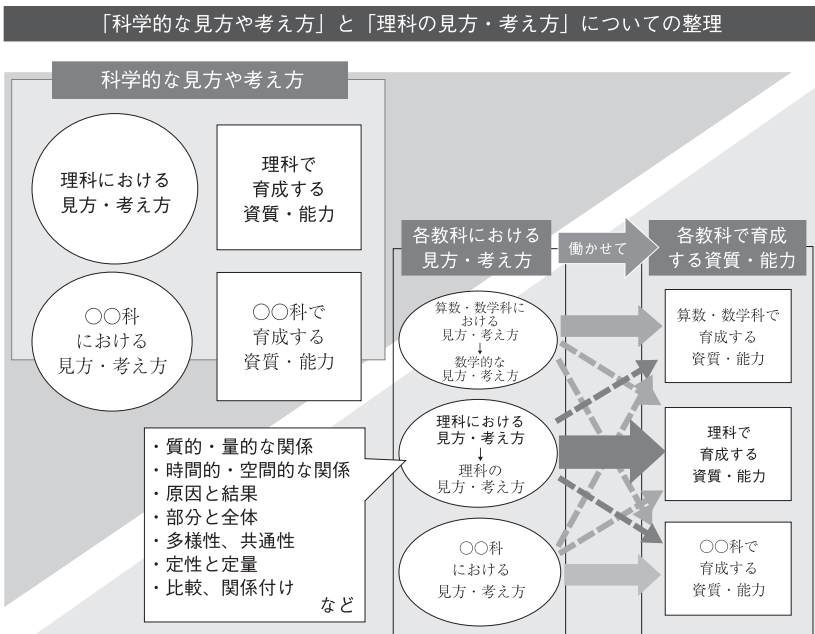 「科学的な見方や考え方」と「理科の見方・考え方」についての整理
科学的な見方や考え方
理科における
見方・考え方
理科で
育成する
資質・能力
〇〇科
における
見方・考え方
〇〇科で
育成する
資質・能力
各教科における
見方・考え方
働かせて
各教科で育成
する資質・能力
算数・数学科に
おける
見方・考え方
↓
数学的な
見方・考え方
算数・数学科で
育成する
資質・能力
理科における
見方・考え方
↓
理科の
見方・考え方
理科で
育成する
資質・能力
〇〇科
における
見方・考え方
〇〇科で
育成する
資質・能力
・質的・量的な関係
・時間的・空間的な関係
・原因と結果
・部分と全体
・多様性、共通性
・定性と定量
・比較、関係付け
など